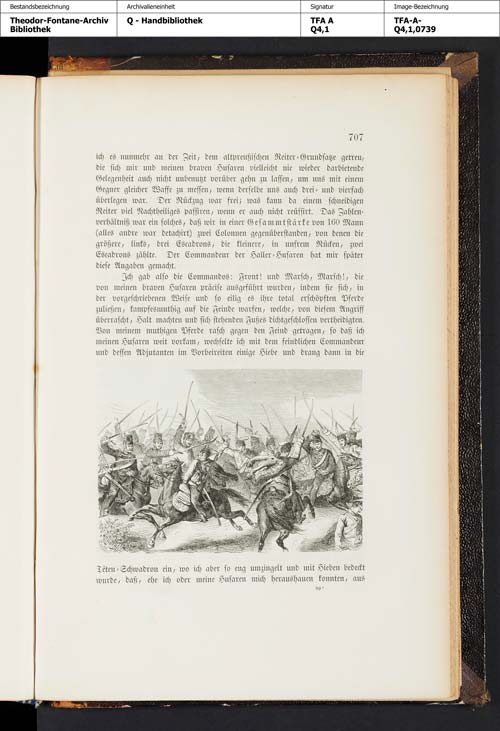 Bestandsbezeichnung
Archivalieneinheit
Signatur
Image-Bezeichnung
Theodor-Fontane-Archiv
Bibliothek
Q - Handbibliothek
TFA A
Q4,1
TFA-A-
Q4,1,0739
707
ich es nunmehr an der Zeit, dem altpreußischen Reiter-Grundsatze getreu,
die sich mir und meinen braven Husaren vielleicht nie wieder darbietende
Gelegenheit auch nicht unbenutzt vorüber gehn zu lassen, um uns mit einem
Gegner gleicher Waffe zu messen, wenn derselbe uns auch drei- und vierfach
überlegen war. Der Rückzug war frei; was kann da einem schneidigen
Reiter viel Nachtheiliges passiren, wenn er auch nicht reüssirt. Das Zahlen-
verhältniß war ein solches, daß wir in einer Gesammtstärke von 160 Mann
(alles andre war detachirt) zwei Colonnen gegenüberstanden, von denen die
größere, links, drei Escadrons, die kleinere, in unsrem Rücken, zwei
Escadrons zählte. Der Commandeur der Haller-Husaren hat mir später
diese Angaben gemacht.
Ich gab also die Commandos: Front! und Marsch, Marsch!, die
von meinen braven Husaren präcise ausgeführt wurden, indem sie sich, in
der vorgeschriebenen Weise und so eilig es ihre total erschöpften Pferde
zuließen, kampfesmuthig auf die Feinde warfen, welche, von diesem Angriff
überrascht, Halt machten und sich stehenden Fußes dichtgeschlossen vertheidigten.
Von meinem muthigen Pferde rasch gegen den Feind getragen, so daß ich
meinen Husaren weit vorkam, wechselte ich mit dem feindlichen Commandeur
und dessen Adjutanten im Vorbeireiten einige Hiebe und drang dann in die
Têten-Schwadron ein, wo ich aber so eng umzingelt und mit Hieben bedeckt
wurde, daß, ehe ich oder meine Husaren mich heraushauen konnten, aus
89*